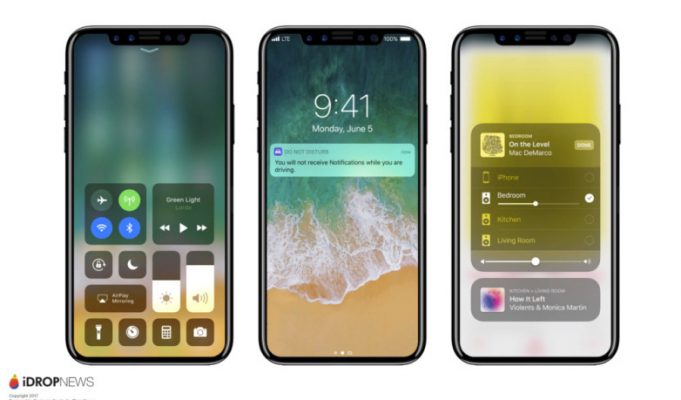 Green Light
Lorde
AirPlay
Mirroring
LTE
100%
9:41
Monday, June 5
DO NOT DISTURB
now
You will not receive Notifications while you are
driving.
BEDROOM
On the Level
Mac DeMarco
DONE
iPhone
Bedroom
Kitchen
Living Room
KITCHEN + LIVING ROOM
How It Left
Violents & Monica Martin
iDROPNEWS
Copyright 2017